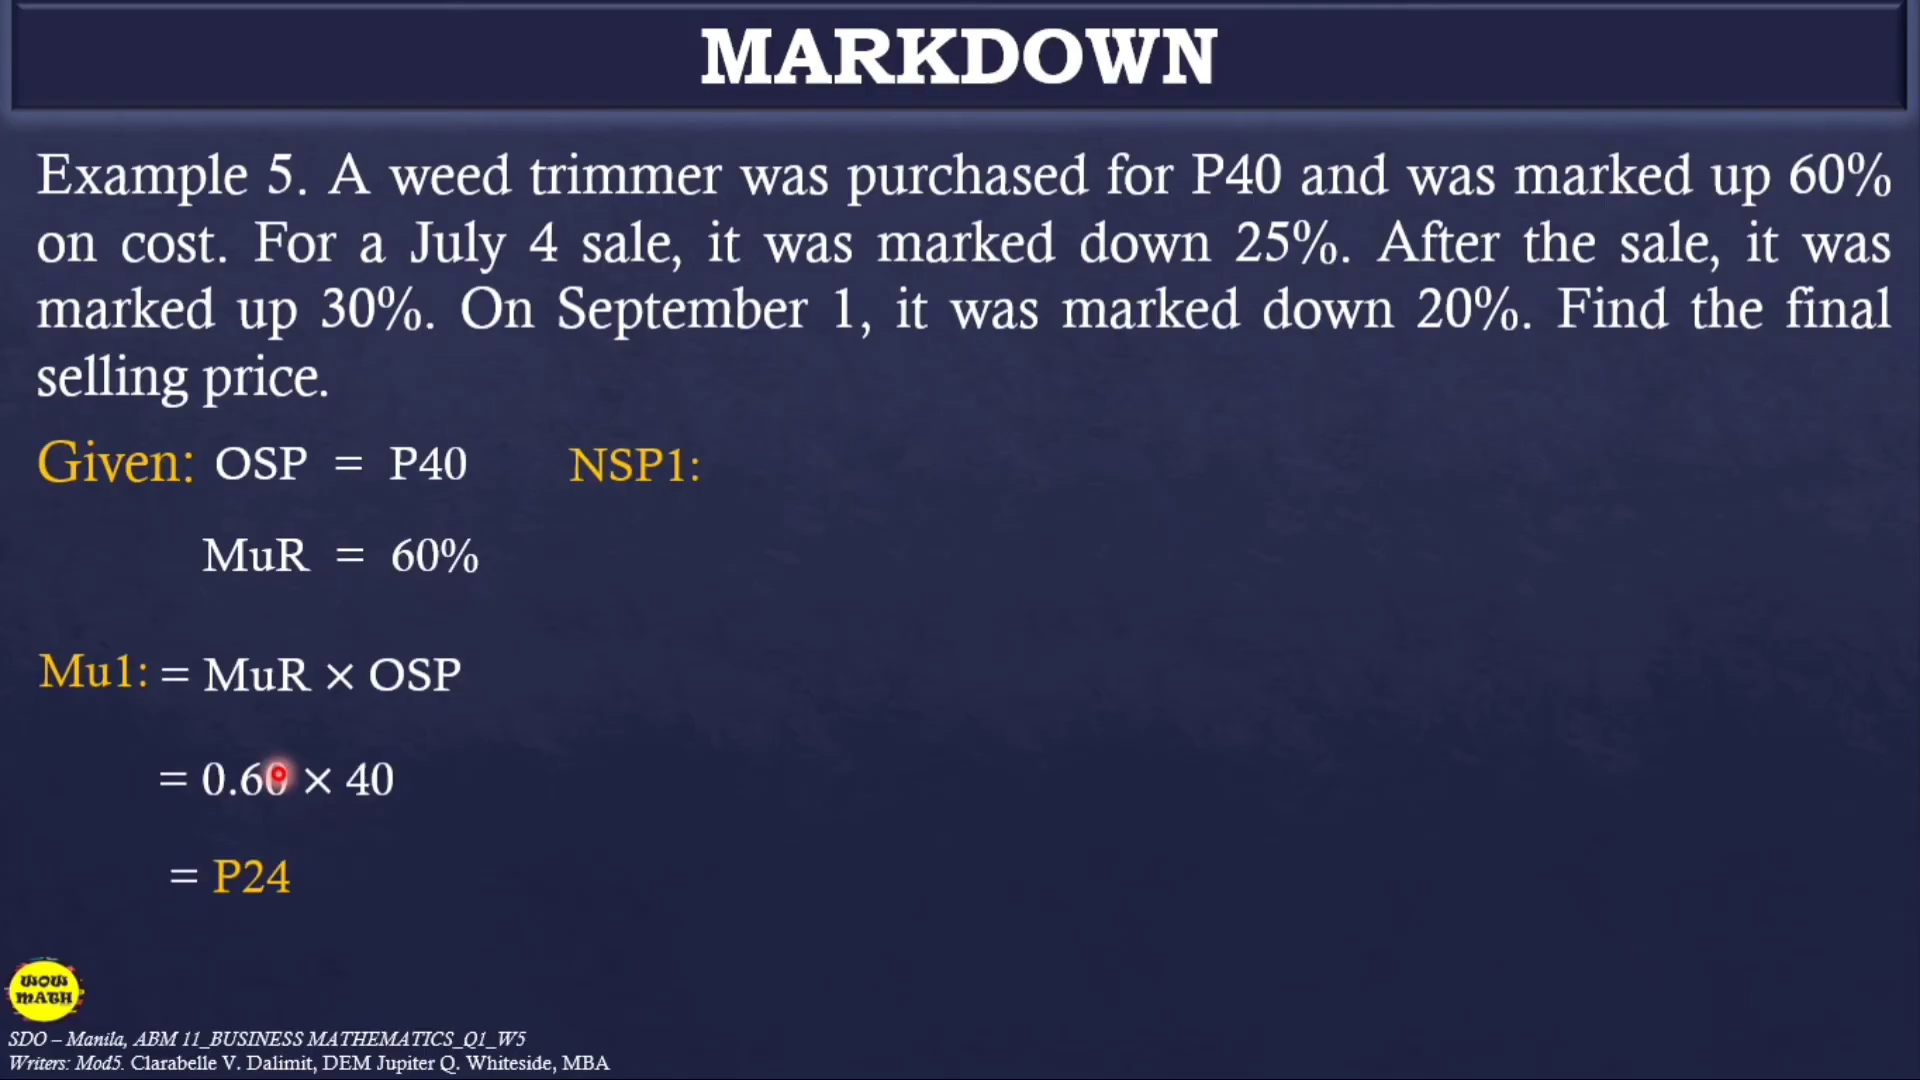 MARKDOWN
Example 5. A weed trimmer was purchased for P40 and was marked up 60%
on cost. For a July 4 sale, it was marked down 25%. After the sale, it was
marked up 30%. On September 1, it was marked down 20%. Find the final
selling price.
Given: OSP = P40 NSP1:
MuR = 60%
Mu1: = MuR × OSP
= 0.60 × 40
= P24
WOW
MATH
SDO – Manila, ABM 11_BUSINESS MATHEMATICS_Q1_W5
Writers: Mod5. Clarabelle V. Dalimit, DEM Jupiter Q. Whiteside, MBA